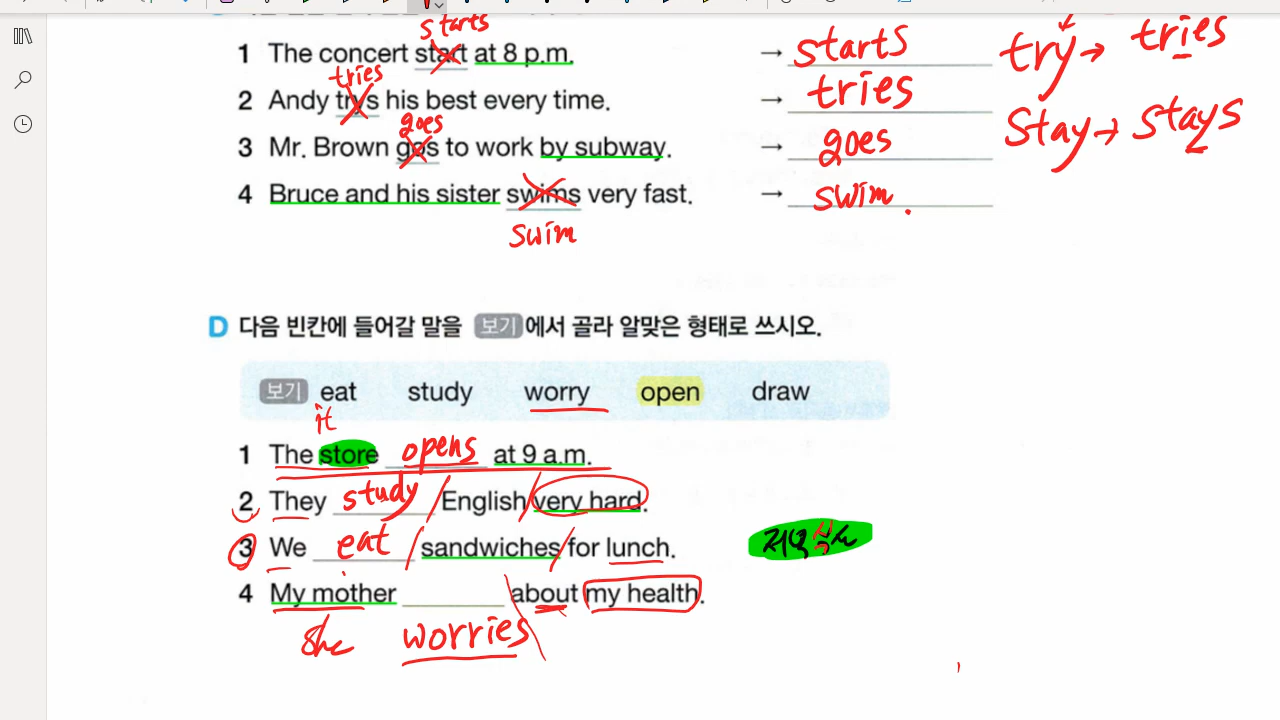 starts
1 The concert start at 8 p.m. → starts try → tries
tries
2 Andy trys his best every time. → tries
goes
3 Mr. Brown gos to work by subway. → goes stay → stays
4 Bruce and his sister swims very fast. → swim.
swim
D 다음 빈칸에 들어갈 말을 보기 에서 골라 알맞은 형태로 쓰시오.
보기 eat study worry open draw
it
1 The store opens at 9 a.m.
2 They study English very hard.
3 We eat sandwiches for lunch.
4 My mother about my health.
she worries